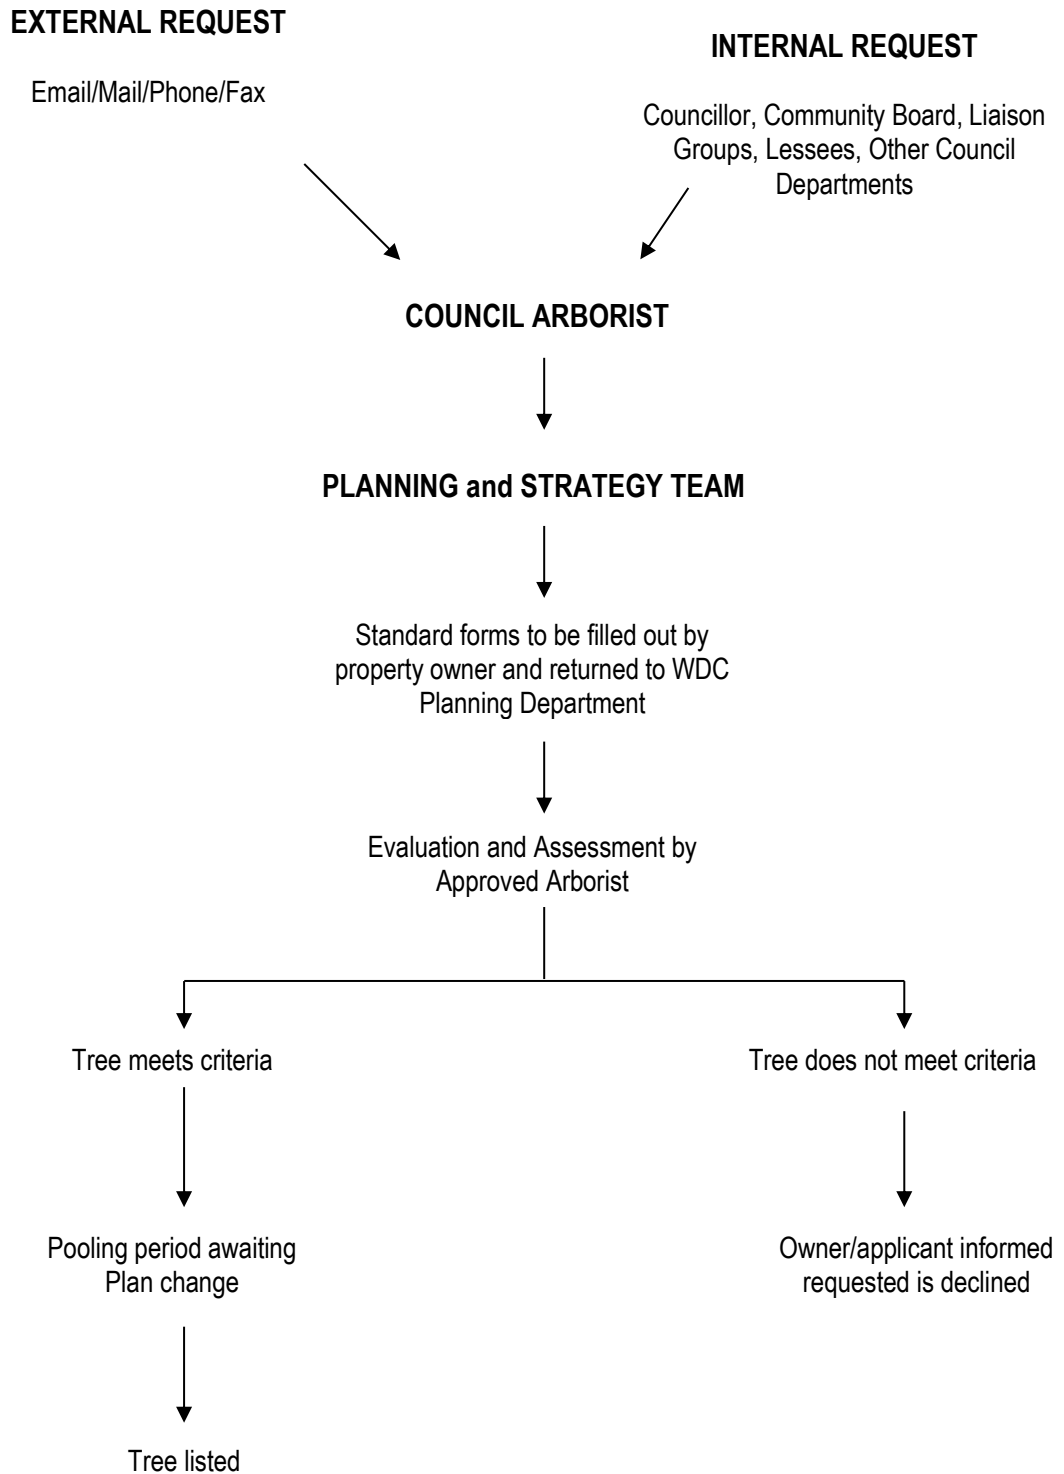 EXTERNAL REQUEST
Email/Mail/Phone/Fax
INTERNAL REQUEST
Councillor, Community Board, Liaison
Groups, Lessees, Other Council
Departments
COUNCIL ARBORIST
PLANNING and STRATEGY TEAM
Standard forms to be filled out by
property owner and returned to WDC
Planning Department
Evaluation and Assessment by
Approved Arborist
Tree meets criteria
Tree does not meet criteria
Pooling period awaiting
Plan change
Owner/applicant informed
requested is declined
Tree listed